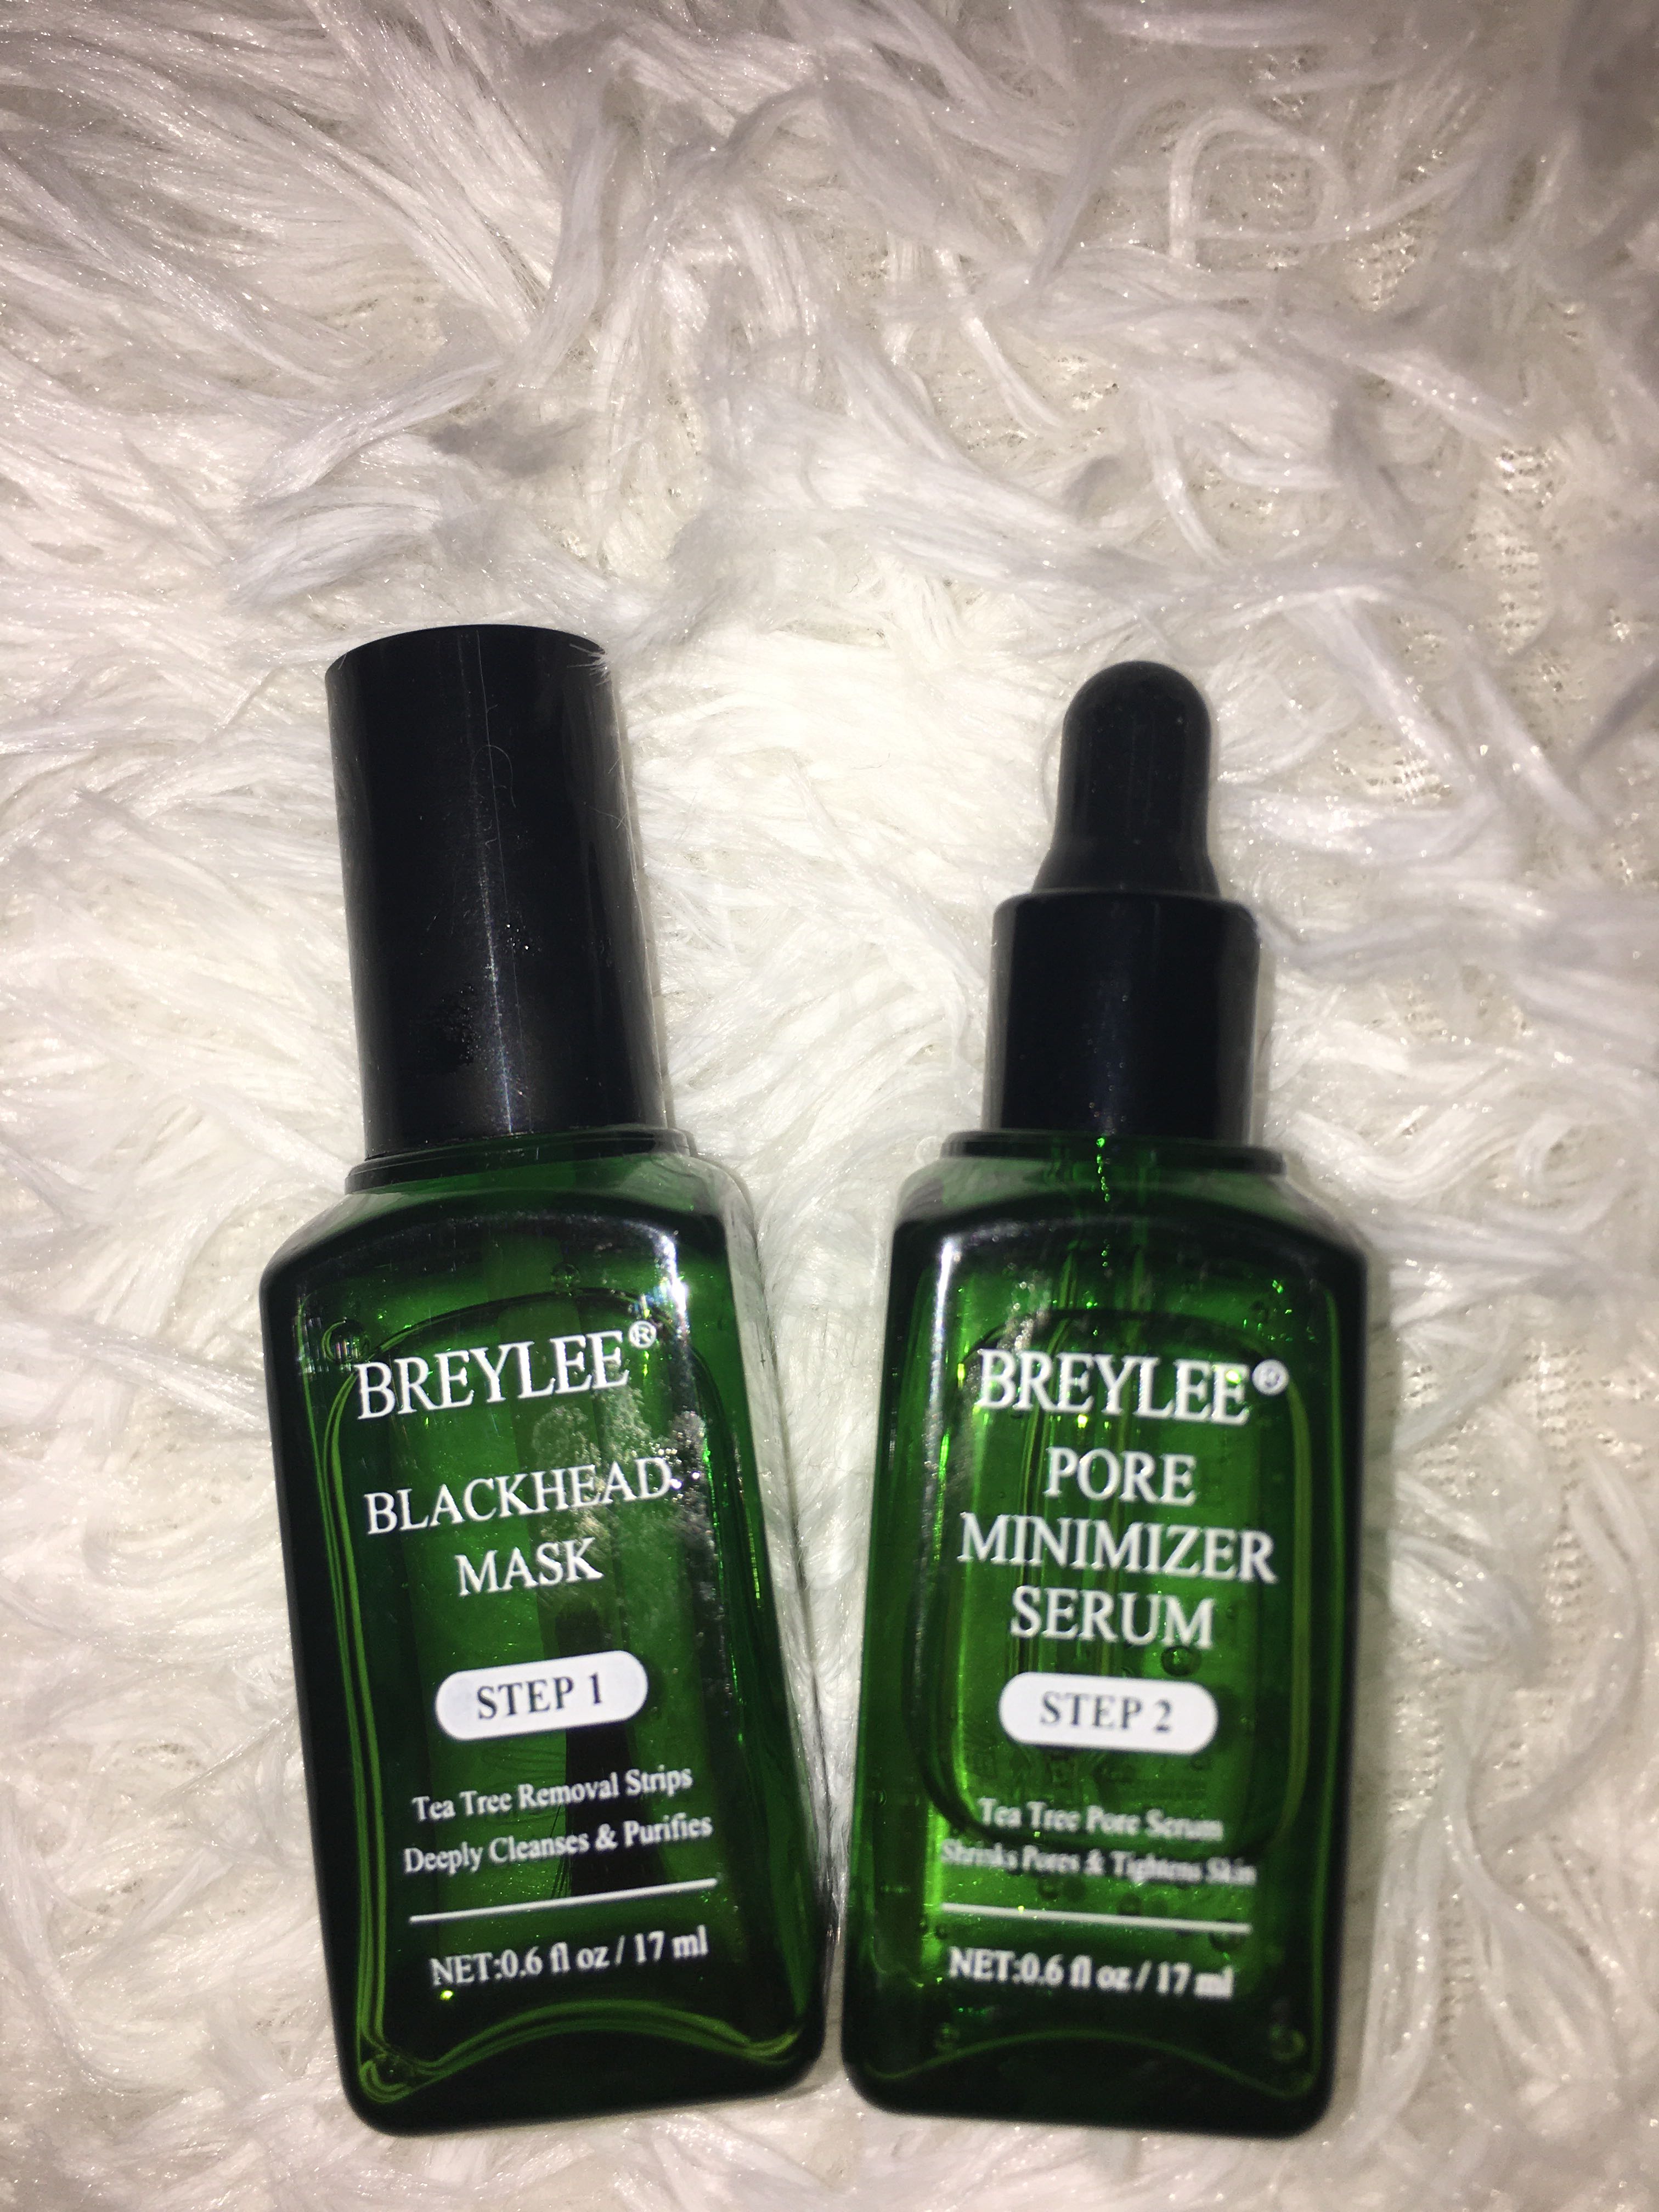 BREYLEE®
BLACKHEAD
MASK
STEP 1
Tea Tree Removal Strips
Deeply Cleanses & Purifies
NET:0.6 fl oz / 17 ml
BREYLEE®
PORE
MINIMIZER
SERUM
STEP 2
Tea Tree Pore Serum
Shrinks Pores & Tightens Skin
NET:0.6 fl oz / 17 ml